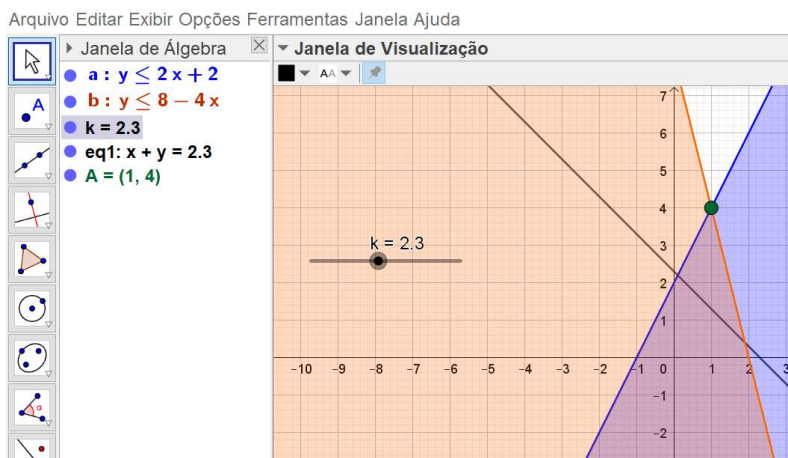 Arquivo Editar Exibir Opções Ferramentas Janela Ajuda
Janela de Álgebra
Janela de Visualização
AA
a : y ≤ 2 x + 2
b : y ≤ 8 − 4 x
k = 2.3
eq1: x + y = 2.3
A = (1, 4)
A
α
k = 2.3
7
6
5
4
3
2
1
−10 −9 −8 −7 −6 −5 −4 −3 −2 −1 0 1 2 3
−1
−2